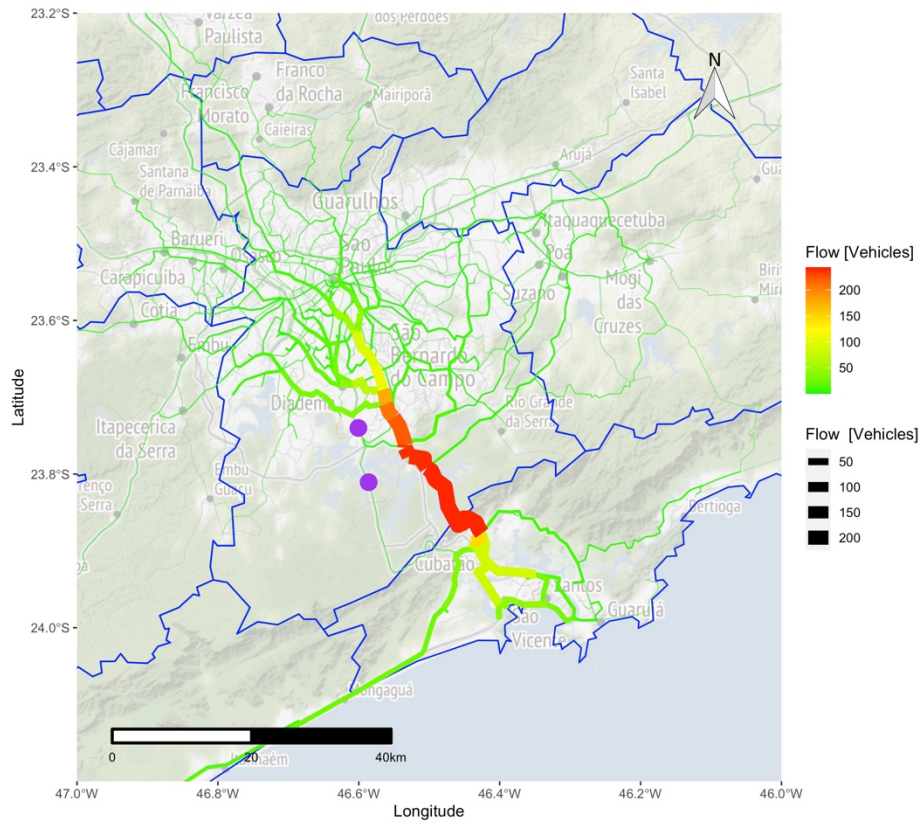 23.2°S
23.4°S
23.6°S
23.8°S
24.0°S
Latitude
47.0°W
46.8°W
46.6°W
46.4°W
46.2°W
46.0°W
Longitude
N
Paulista
dos Perdões
Franco
da Rocha
Mairiporã
Santa
Isabel
Francisco
Morato
Caieiras
Cajamar
Santana
de Parnaíba
Arujá
Guarulhos
Itaquaquecetuba
Barueri
São
Poá
Carapicuíba
Suzano
Mogi
das
Cruzes
Cotia
Embu
São
Bernardo
do Campo
Diadema
Rio Grande
da Serra
Itapecerica
da Serra
Embu
Guaçu
Serra
Bertioga
Cubatão
Santos
Guarujá
São
Vicente
Mongaguá
0
20
40km
Flow [Vehicles]
200
150
100
50
Flow [Vehicles]
50
100
150
200